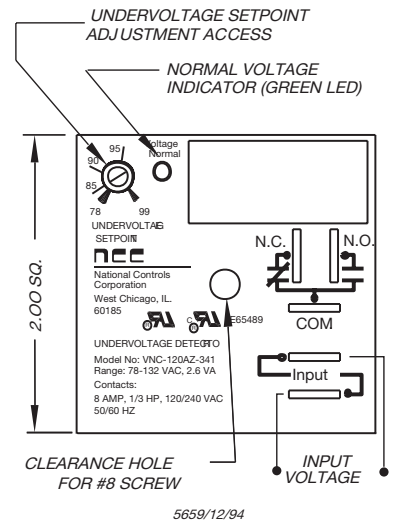 UNDERVOLTAGE SETPOINT
ADJUSTMENT ACCESS
NORMAL VOLTAGE
INDICATOR (GREEN LED)
Voltage
Normal
95
90
85
78
99
UNDERVOLTAGE
SETPOINT
ncc
National Controls
Corporation
West Chicago, IL.
60185
E65489
UNDERVOLTAGE DETECTO
Model No: VNC-120AZ-341
Range: 78-132 VAC, 2.6 VA
Contacts:
8 AMP, 1/3 HP, 120/240 VAC
50/60 HZ
N.C.
N.O.
COM
Input
2.00 SQ.
CLEARANCE HOLE
FOR #8 SCREW
INPUT
VOLTAGE
5659/12/94